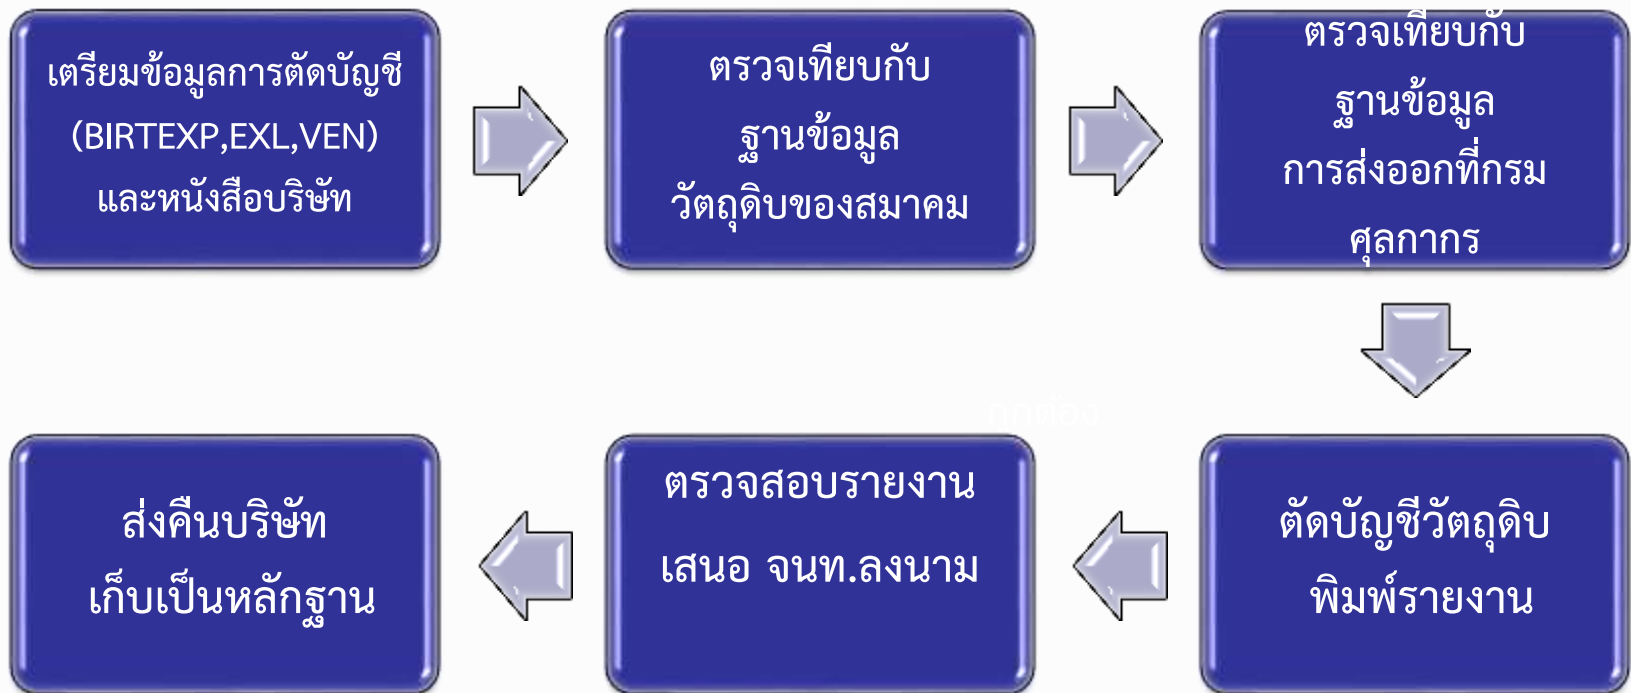 เตรียมข้อมูลการตัดบัญชี
(BIRTEXP,EXL,VEN)
และหนังสือบริษัท
ตรวจเทียบกับ
ฐานข้อมูล
วัตถุดิบของสมาคม
ตรวจเทียบกับ
ฐานข้อมูล
การส่งออกที่กรม
ศุลกากร
ถูกต้อง
ตัดบัญชีวัตถุดิบ
พิมพ์รายงาน
ตรวจสอบรายงาน
เสนอ จนท.ลงนาม
ส่งคืนบริษัท
เก็บเป็นหลักฐาน